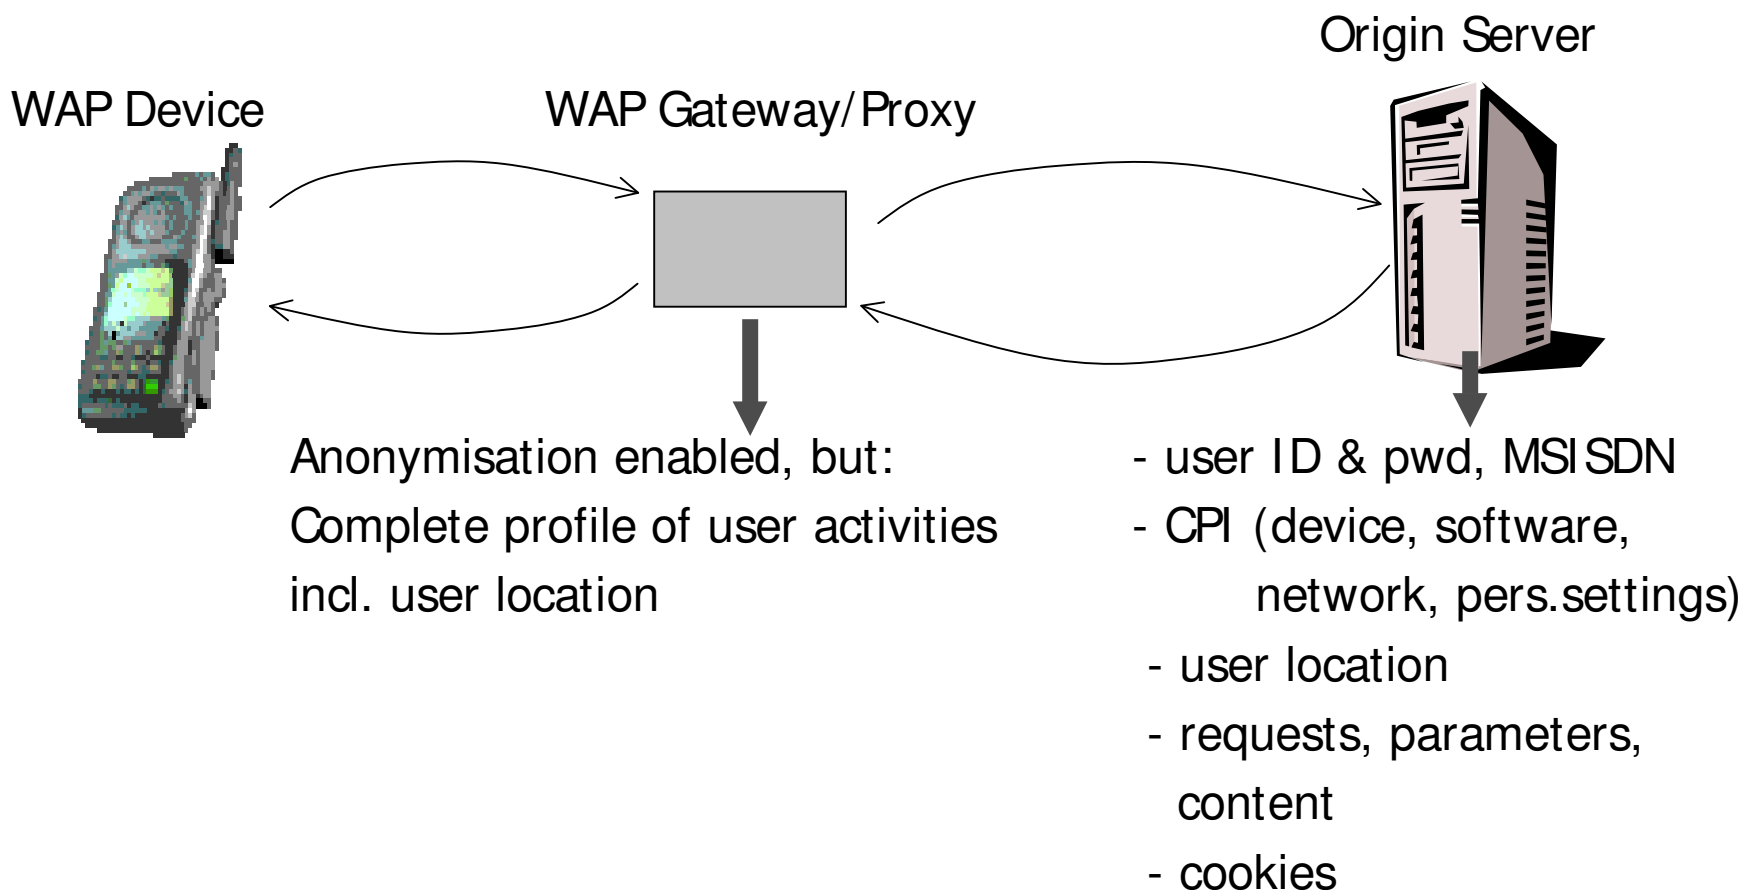 Origin Server
WAP Device
WAP Gateway/Proxy
Anonymisation enabled, but:
Complete profile of user activities
incl. user location
- user ID & pwd, MSISDN
- CPI (device, software,
network, pers.settings)
- user location
- requests, parameters,
content
- cookies